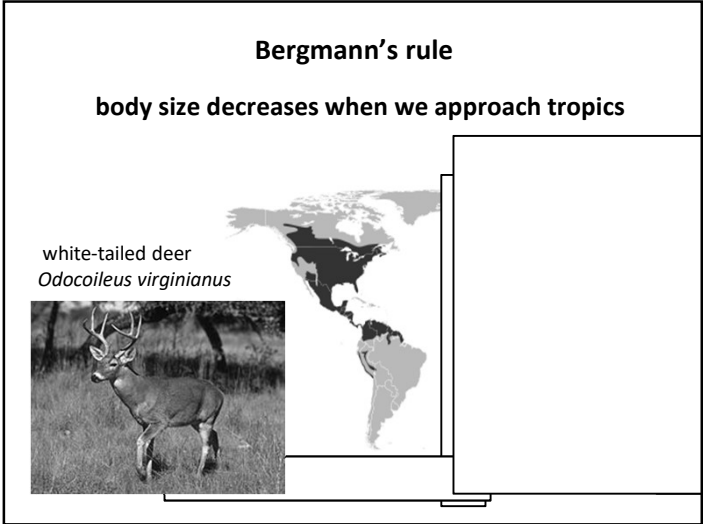 Bergmann’s rule
body size decreases when we approach tropics
white-tailed deer
Odocoileus virginianus